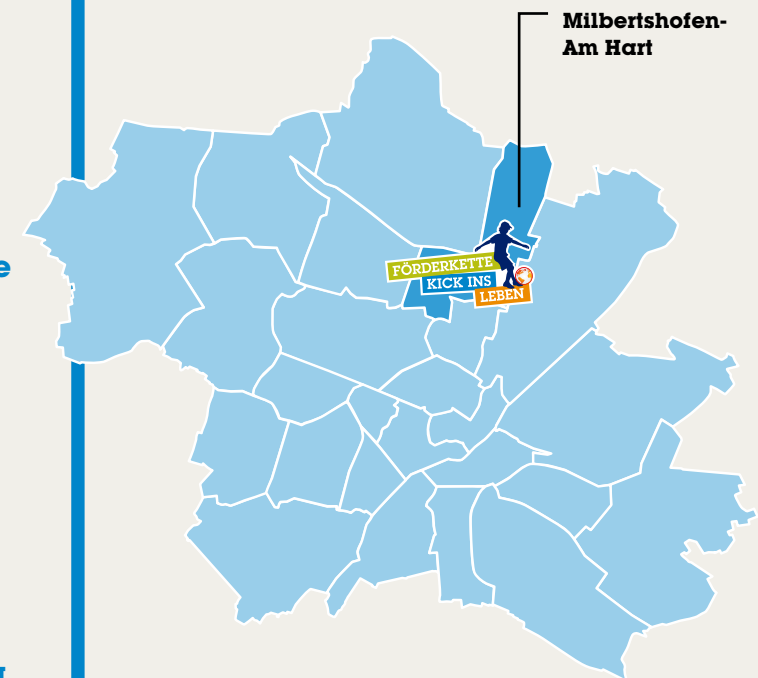 Milbertshofen-
Am Hart
e
FÖRDERKETTE
KICK INS
LEBEN